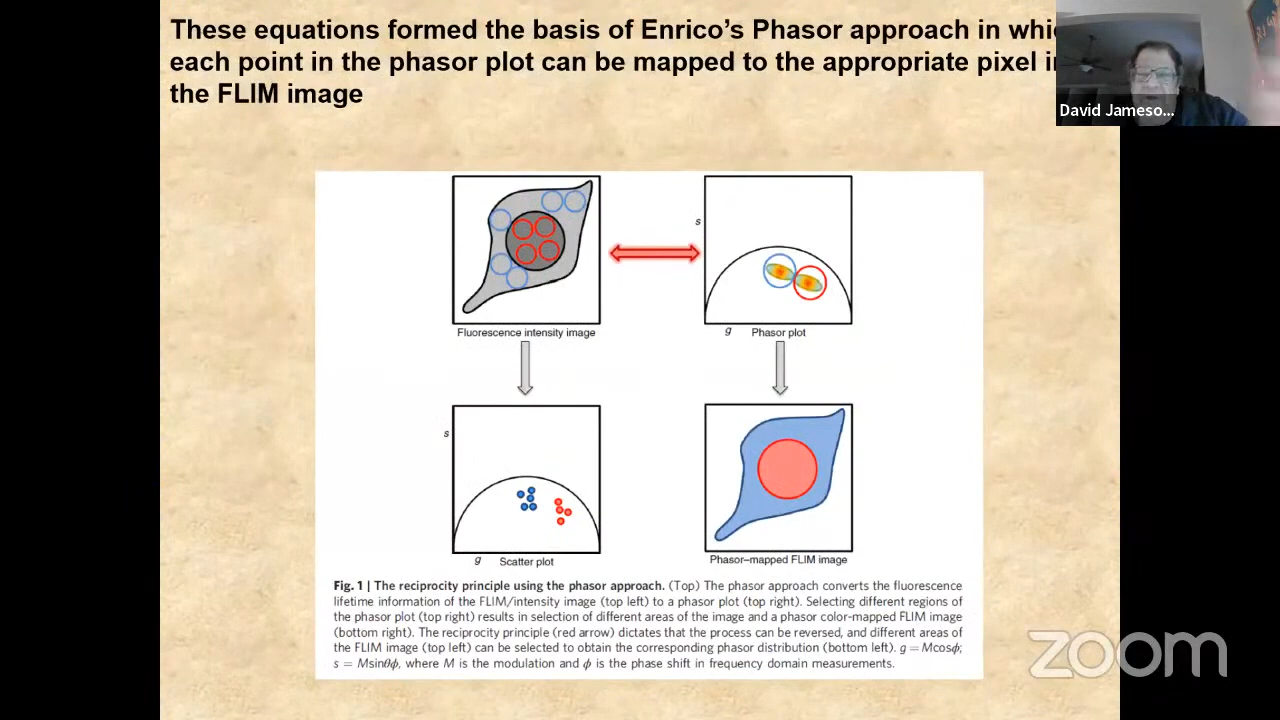 These equations formed the basis of Enrico's Phasor approach in whic
each point in the phasor plot can be mapped to the appropriate pixel in
the FLIM image
David Jameso...
s
Fluorescence intensity image
g Phasor plot
s
g Scatter plot
Phasor–mapped FLIM image
Fig. 1 | The reciprocity principle using the phasor approach. (Top) The phasor approach converts the fluorescence
lifetime information of the FLIM/intensity image (top left) to a phasor plot (top right). Selecting different regions of
the phasor plot (top right) results in selection of different areas of the image and a phasor color-mapped FLIM image
(bottom right). The reciprocity principle (red arrow) dictates that the process can be reversed, and different areas of
the FLIM image (top left) can be selected to obtain the corresponding phasor distribution (bottom left). g = Mcosϕ;
s = Msinθϕ, where M is the modulation and ϕ is the phase shift in frequency domain measurements.
zoom